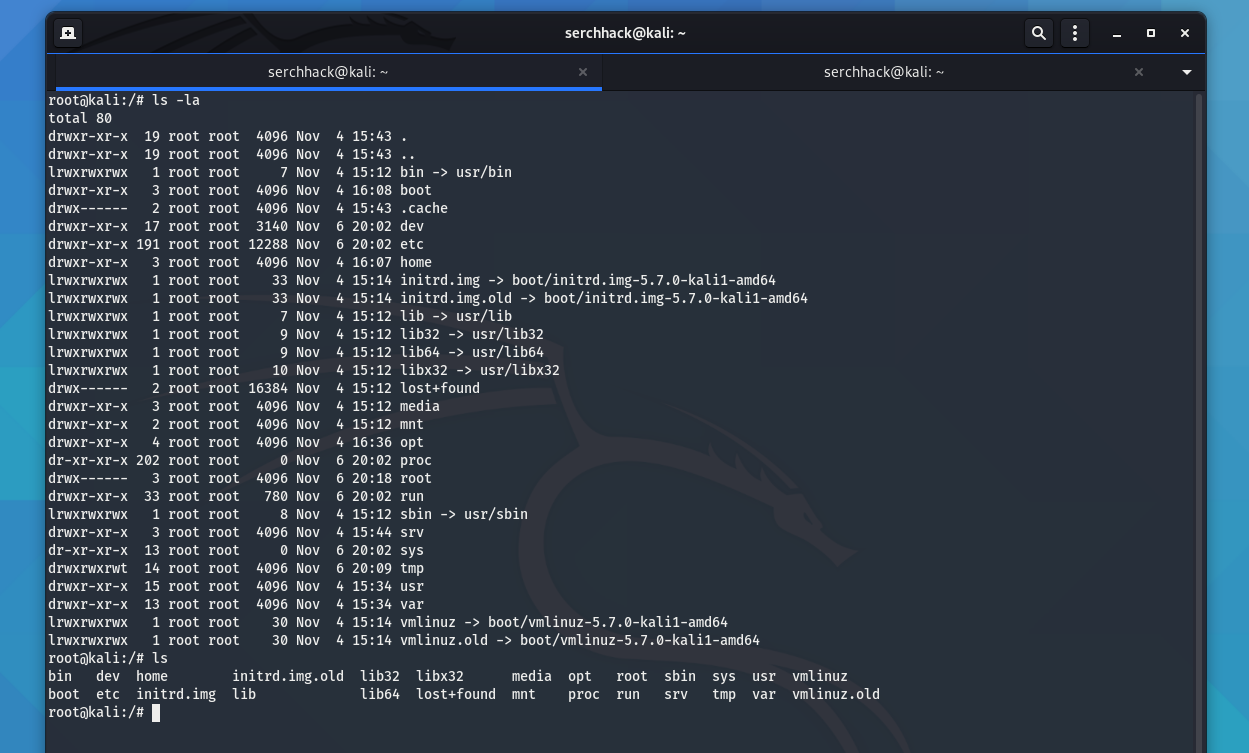 serchhack@kali: ~
serchhack@kali: ~ serchhack@kali: ~
root@kali:/# ls -la
total 80
drwxr-xr-x  19 root root  4096 Nov  4 15:43 .
drwxr-xr-x  19 root root  4096 Nov  4 15:43 ..
lrwxrwxrwx   1 root root     7 Nov  4 15:12 bin -> usr/bin
drwxr-xr-x   3 root root  4096 Nov  4 16:08 boot
drwx------   2 root root  4096 Nov  4 15:43 .cache
drwxr-xr-x  17 root root  3140 Nov  6 20:02 dev
drwxr-xr-x 191 root root 12288 Nov  6 20:02 etc
drwxr-xr-x   3 root root  4096 Nov  4 16:07 home
lrwxrwxrwx   1 root root    33 Nov  4 15:14 initrd.img -> boot/initrd.img-5.7.0-kali1-amd64
lrwxrwxrwx   1 root root    33 Nov  4 15:14 initrd.img.old -> boot/initrd.img-5.7.0-kali1-amd64
lrwxrwxrwx   1 root root     7 Nov  4 15:12 lib -> usr/lib
lrwxrwxrwx   1 root root     9 Nov  4 15:12 lib32 -> usr/lib32
lrwxrwxrwx   1 root root     9 Nov  4 15:12 lib64 -> usr/lib64
lrwxrwxrwx   1 root root    10 Nov  4 15:12 libx32 -> usr/libx32
drwx------   2 root root 16384 Nov  4 15:12 lost+found
drwxr-xr-x   3 root root  4096 Nov  4 15:12 media
drwxr-xr-x   2 root root  4096 Nov  4 15:12 mnt
drwxr-xr-x   4 root root  4096 Nov  4 16:36 opt
dr-xr-xr-x 202 root root     0 Nov  6 20:02 proc
drwx------   3 root root  4096 Nov  6 20:18 root
drwxr-xr-x  33 root root   780 Nov  6 20:02 run
lrwxrwxrwx   1 root root     8 Nov  4 15:12 sbin -> usr/sbin
drwxr-xr-x   3 root root  4096 Nov  4 15:44 srv
dr-xr-xr-x  13 root root     0 Nov  6 20:02 sys
drwxrwxrwt  14 root root  4096 Nov  6 20:09 tmp
drwxr-xr-x  15 root root  4096 Nov  4 15:34 usr
drwxr-xr-x  13 root root  4096 Nov  4 15:34 var
lrwxrwxrwx   1 root root    30 Nov  4 15:14 vmlinuz -> boot/vmlinuz-5.7.0-kali1-amd64
lrwxrwxrwx   1 root root    30 Nov  4 15:14 vmlinuz.old -> boot/vmlinuz-5.7.0-kali1-amd64
root@kali:/# ls
bin   dev  home        initrd.img.old  lib32  libx32      media  opt   root  sbin  sys  usr  vmlinuz
boot  etc  initrd.img  lib             lib64  lost+found  mnt    proc  run   srv   tmp  var  vmlinuz.old
root@kali:/#